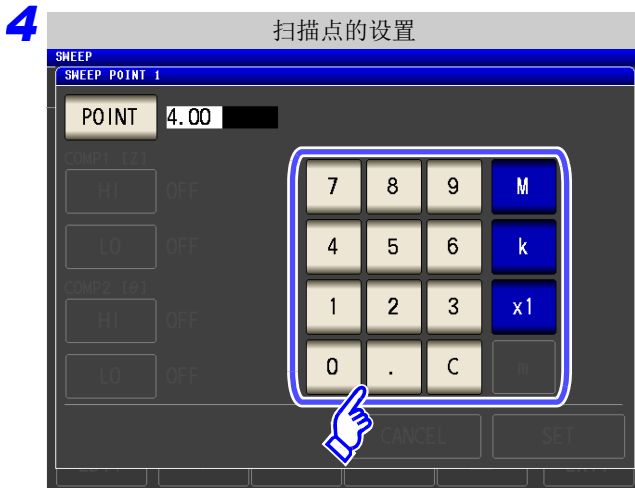 4
扫描点的设置
SWEEP
SWEEP POINT 1
POINT 4.00
COMP1 [Z]
HI OFF
LO OFF
COMP2 [θ]
HI OFF
LO OFF
7 8 9 M
4 5 6 k
1 2 3 x1
0 . C m
CANCEL SET